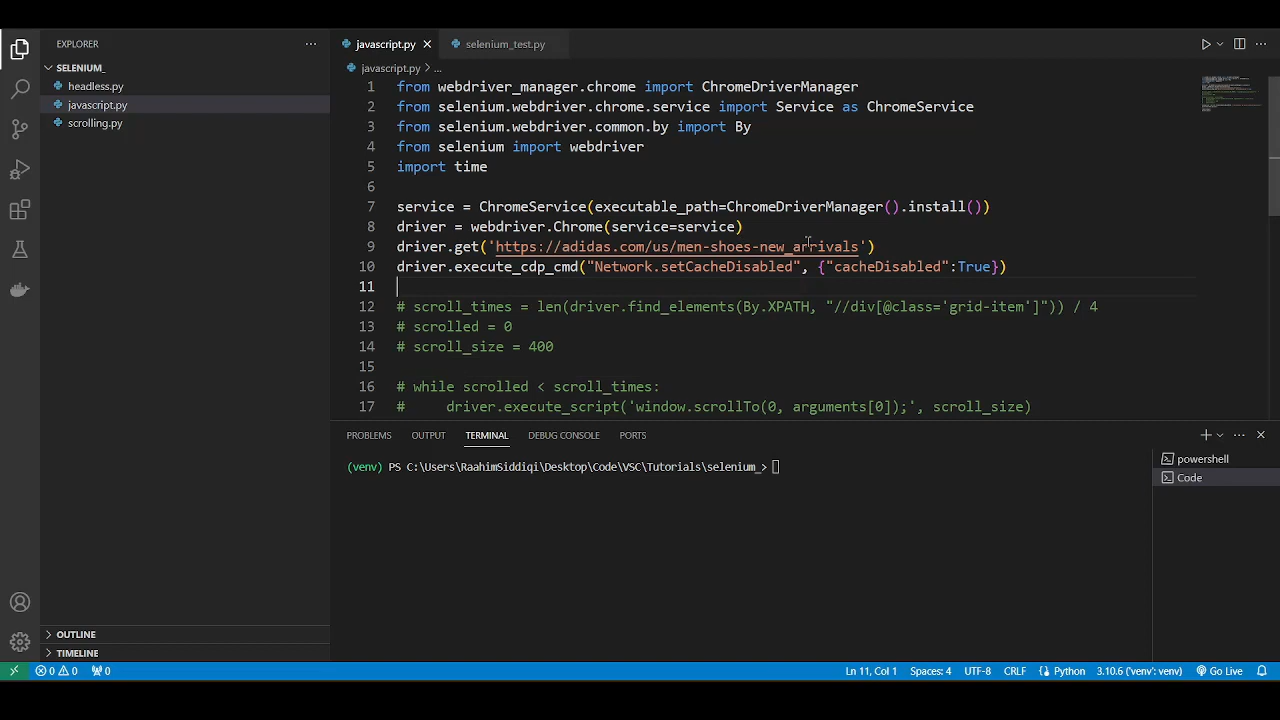 EXPLORER
SELENIUM_
headless.py
javascript.py
scrolling.py
OUTLINE
TIMELINE
javascript.py
selenium_test.py
javascript.py > ...
1 from webdriver_manager.chrome import ChromeDriverManager
2 from selenium.webdriver.chrome.service import Service as ChromeService
3 from selenium.webdriver.common.by import By
4 from selenium import webdriver
5 import time
6
7 service = ChromeService(executable_path=ChromeDriverManager().install())
8 driver = webdriver.Chrome(service=service)
9 driver.get('https://adidas.com/us/men-shoes-new_arrivals')
10 driver.execute_cdp_cmd("Network.setCacheDisabled", {"cacheDisabled":True})
11
12 # scroll_times = len(driver.find_elements(By.XPATH, "//div[@class='grid-item']")) / 4
13 # scrolled = 0
14 # scroll_size = 400
15
16 # while scrolled < scroll_times:
17 #     driver.execute_script('window.scrollTo(0, arguments[0]);', scroll_size)
PROBLEMS OUTPUT TERMINAL DEBUG CONSOLE PORTS
(venv) PS C:\Users\RaahimSiddiqi\Desktop\Code\VSC\Tutorials\selenium_>
powershell
Code
0 0 0 Ln 11, Col 1 Spaces: 4 UTF-8 CRLF Python 3.10.6 ('venv': venv) Go Live